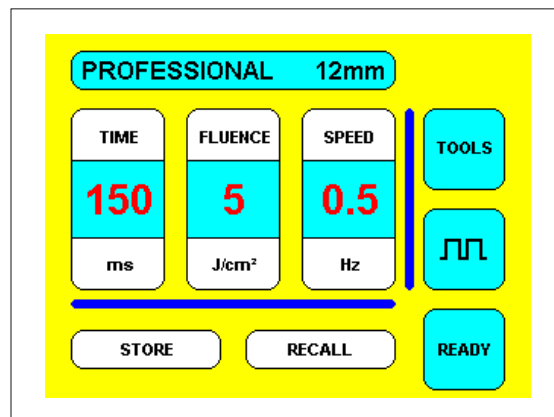 PROFESSIONAL 12mm
TIME FLUENCE SPEED
TOOLS
150 5 0.5
ms J/cm² Hz
STORE RECALL READY